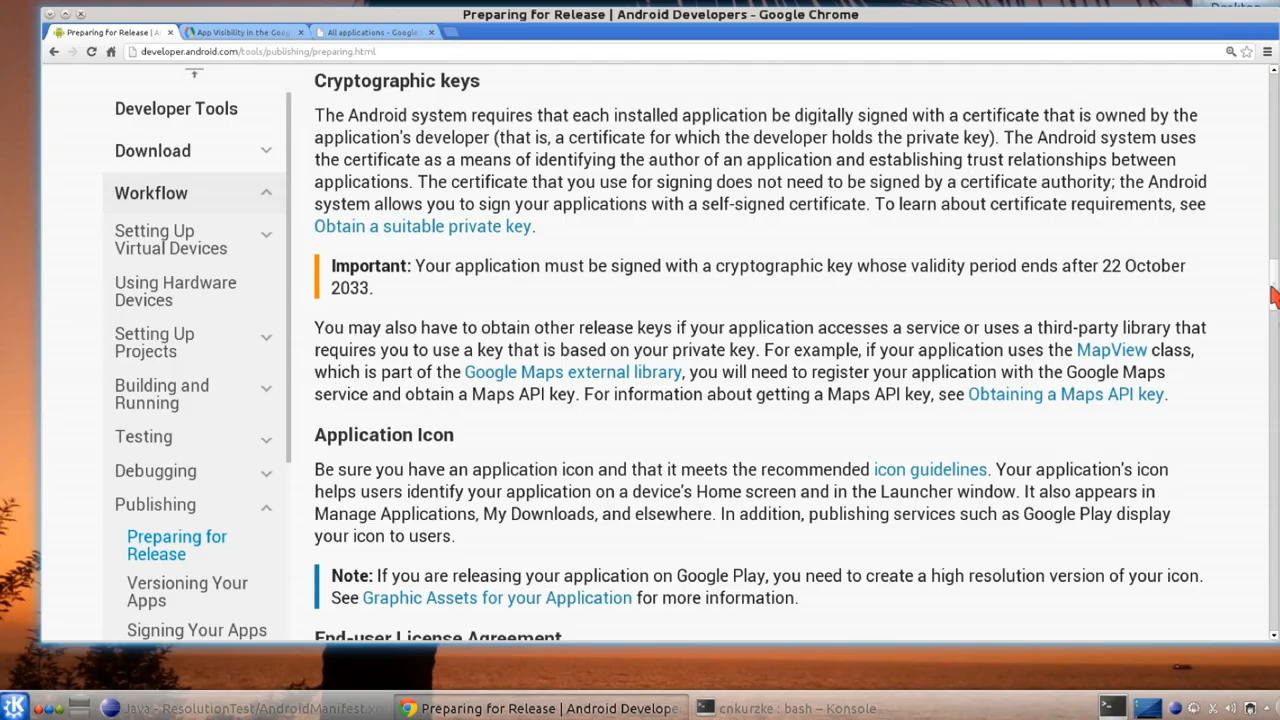 Desktop
Preparing for Release | Android Developers - Google Chrome
Preparing for Release | A
App Visibility in the Goog
All applications - Google
developer.android.com/tools/publishing/preparing.html
Developer Tools
Download
Workflow
Setting Up
Virtual Devices
Using Hardware
Devices
Setting Up
Projects
Building and
Running
Testing
Debugging
Publishing
Preparing for
Release
Versioning Your
Apps
Signing Your Apps
Cryptographic keys
The Android system requires that each installed application be digitally signed with a certificate that is owned by the
application's developer (that is, a certificate for which the developer holds the private key). The Android system uses
the certificate as a means of identifying the author of an application and establishing trust relationships between
applications. The certificate that you use for signing does not need to be signed by a certificate authority; the Android
system allows you to sign your applications with a self-signed certificate. To learn about certificate requirements, see
Obtain a suitable private key.
Important: Your application must be signed with a cryptographic key whose validity period ends after 22 October
2033.
You may also have to obtain other release keys if your application accesses a service or uses a third-party library that
requires you to use a key that is based on your private key. For example, if your application uses the MapView class,
which is part of the Google Maps external library, you will need to register your application with the Google Maps
service and obtain a Maps API key. For information about getting a Maps API key, see Obtaining a Maps API key.
Application Icon
Be sure you have an application icon and that it meets the recommended icon guidelines. Your application's icon
helps users identify your application on a device's Home screen and in the Launcher window. It also appears in
Manage Applications, My Downloads, and elsewhere. In addition, publishing services such as Google Play display
your icon to users.
Note: If you are releasing your application on Google Play, you need to create a high resolution version of your icon.
See Graphic Assets for your Application for more information.
End-user License Agreement
Java - ResolutionTest/AndroidManifest.xm
Preparing for Release | Android Develope
cnkurzke : bash – Konsole